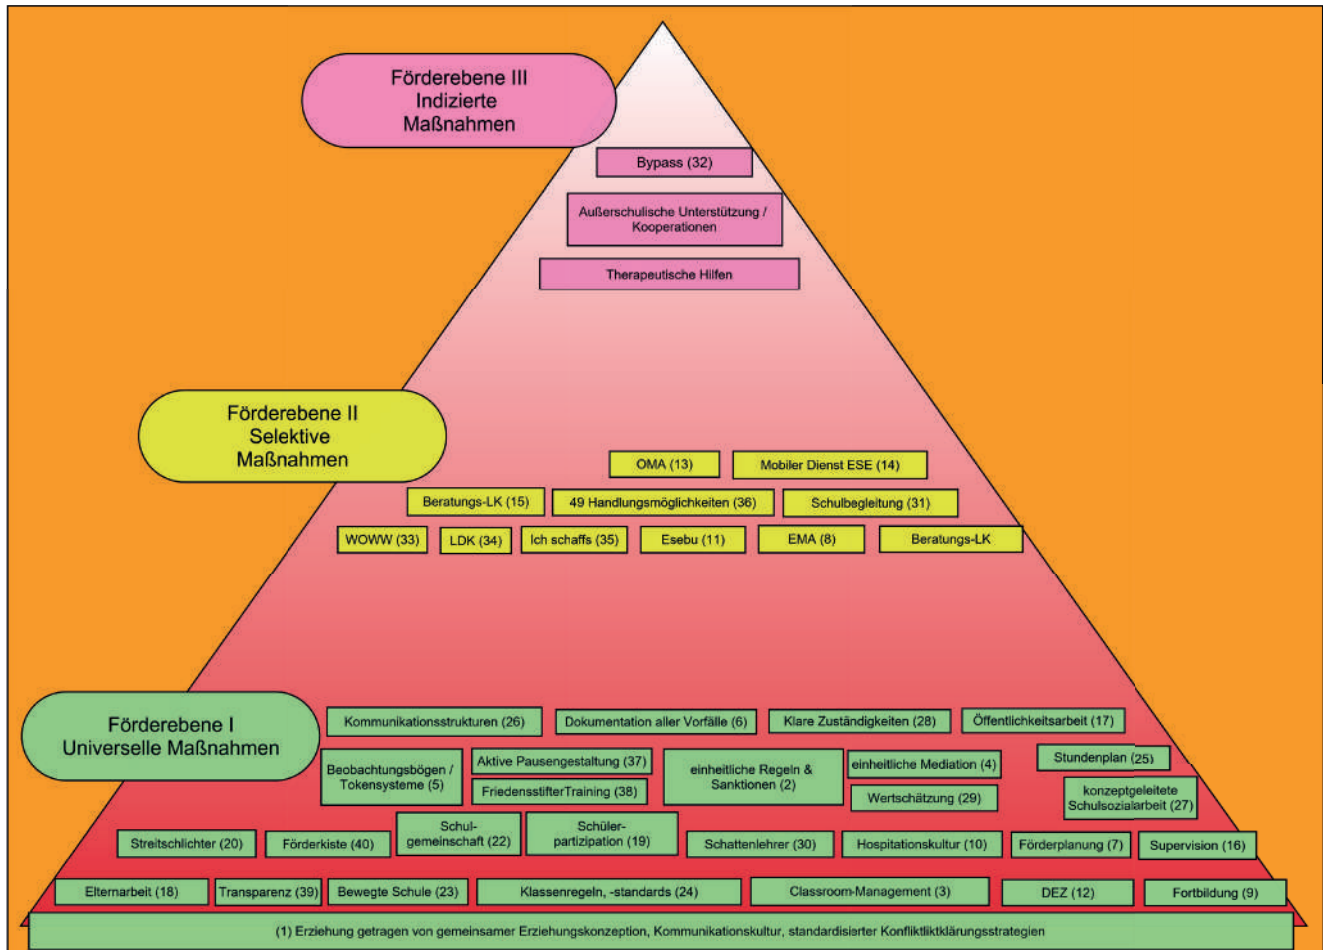 Förderebene III
Indizierte
Maßnahmen
Bypass (32)
Außerschulische Unterstützung /
Kooperationen
Therapeutische Hilfen
Förderebene II
Selektive
Maßnahmen
OMA (13)
Mobiler Dienst ESE (14)
Beratungs-LK (15)
49 Handlungsmöglichkeiten (36)
Schulbegleitung (31)
WOWW (33)
LDK (34)
Ich schaffs (35)
Esebu (11)
EMA (8)
Beratungs-LK
Förderebene I
Universelle Maßnahmen
Kommunikationsstrukturen (26)
Dokumentation aller Vorfälle (6)
Klare Zuständigkeiten (28)
Öffentlichkeitsarbeit (17)
Beobachtungsbögen /
Tokensysteme (5)
Aktive Pausengestaltung (37)
FriedensstifterTraining (38)
einheitliche Regeln &
Sanktionen (2)
einheitliche Mediation (4)
Wertschätzung (29)
Stundenplan (25)
konzeptgeleitete
Schulsozialarbeit (27)
Streitschlichter (20)
Förderkiste (40)
Schul-
gemeinschaft (22)
Schüler-
partizipation (19)
Schattenlehrer (30)
Hospitationskultur (10)
Förderplanung (7)
Supervision (16)
Elternarbeit (18)
Transparenz (39)
Bewegte Schule (23)
Klassenregeln, -standards (24)
Classroom-Management (3)
DEZ (12)
Fortbildung (9)
(1) Erziehung getragen von gemeinsamer Erziehungskonzeption, Kommunikationskultur, standardisierter Konfliktliktklärungsstrategien